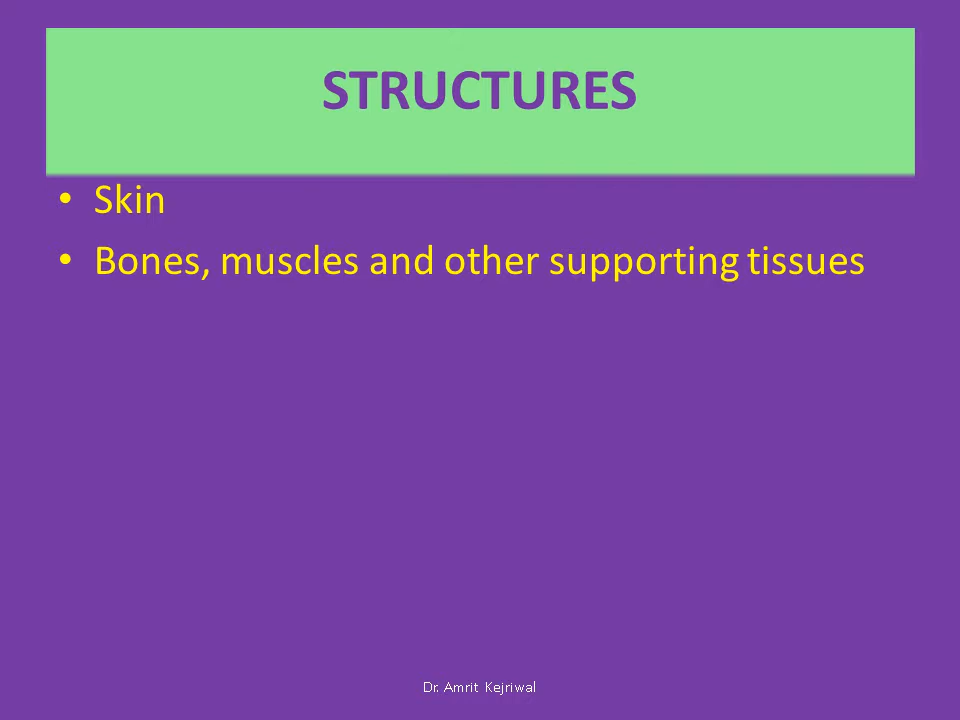 STRUCTURES
• Skin
• Bones, muscles and other supporting tissues
Dr. Amrit Kejriwal